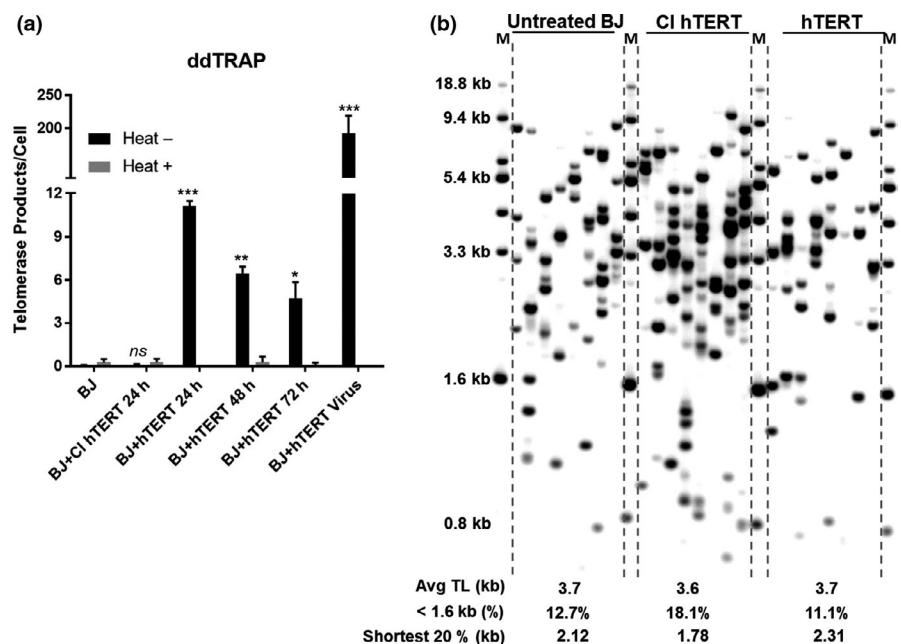 (a)
ddTRAP
Telomerase Products/Cell
250
200
12
9
6
3
0
Heat –
Heat +
ns
***
**
*
***
BJ
BJ+CI hTERT 24 h
BJ+hTERT 24 h
BJ+hTERT 48 h
BJ+hTERT 72 h
BJ+hTERT Virus
(b)
Untreated BJ CI hTERT hTERT
M M M M
18.8 kb
9.4 kb
5.4 kb
3.3 kb
1.6 kb
0.8 kb
Avg TL (kb) 3.7 3.6 3.7
< 1.6 kb (%) 12.7% 18.1% 11.1%
Shortest 20 % (kb) 2.12 1.78 2.31